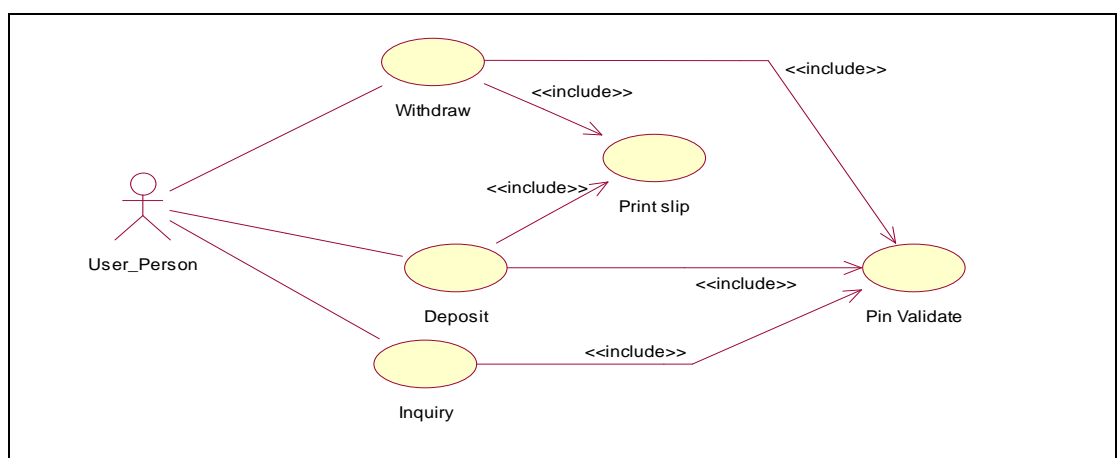 <<include>>
Withdraw
<<include>>
<<include>>
Print slip
User_Person
<<include>>
Deposit
Pin Validate
<<include>>
Inquiry